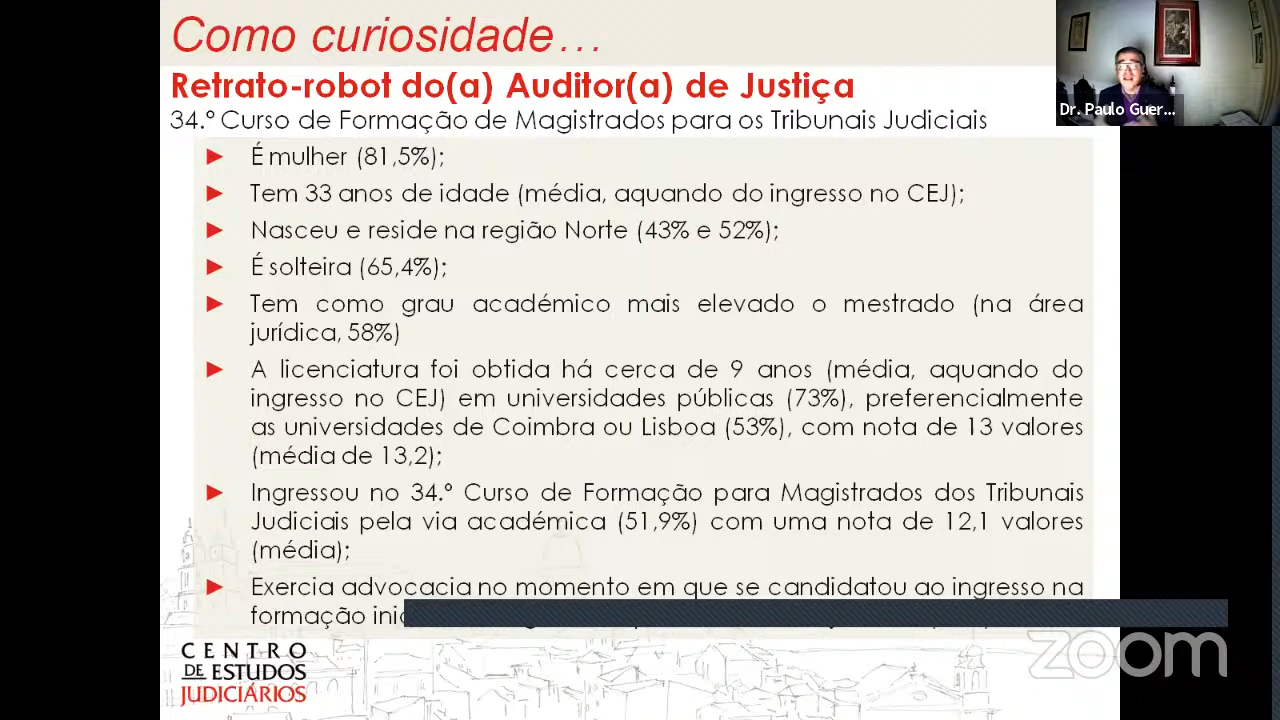 Como curiosidade...
Retrato-robot do(a) Auditor(a) de Justiça
34.º Curso de Formação de Magistrados para os Tribunais Judiciais
Dr. Paulo Guer...
► É mulher (81,5%);
► Tem 33 anos de idade (média, aquando do ingresso no CEJ);
► Nasceu e reside na região Norte (43% e 52%);
► É solteira (65,4%);
► Tem como grau académico mais elevado o mestrado (na área
jurídica, 58%)
► A licenciatura foi obtida há cerca de 9 anos (média, aquando do
ingresso no CEJ) em universidades públicas (73%), preferencialmente
as universidades de Coimbra ou Lisboa (53%), com nota de 13 valores
(média de 13,2);
► Ingressou no 34.º Curso de Formação para Magistrados dos Tribunais
Judiciais pela via académica (51,9%) com uma nota de 12,1 valores
(média);
► Exercia advocacia no momento em que se candidatou ao ingresso na
formação
CENTRO
DE ESTUDOS
JUDICIÁRIOS
zoom